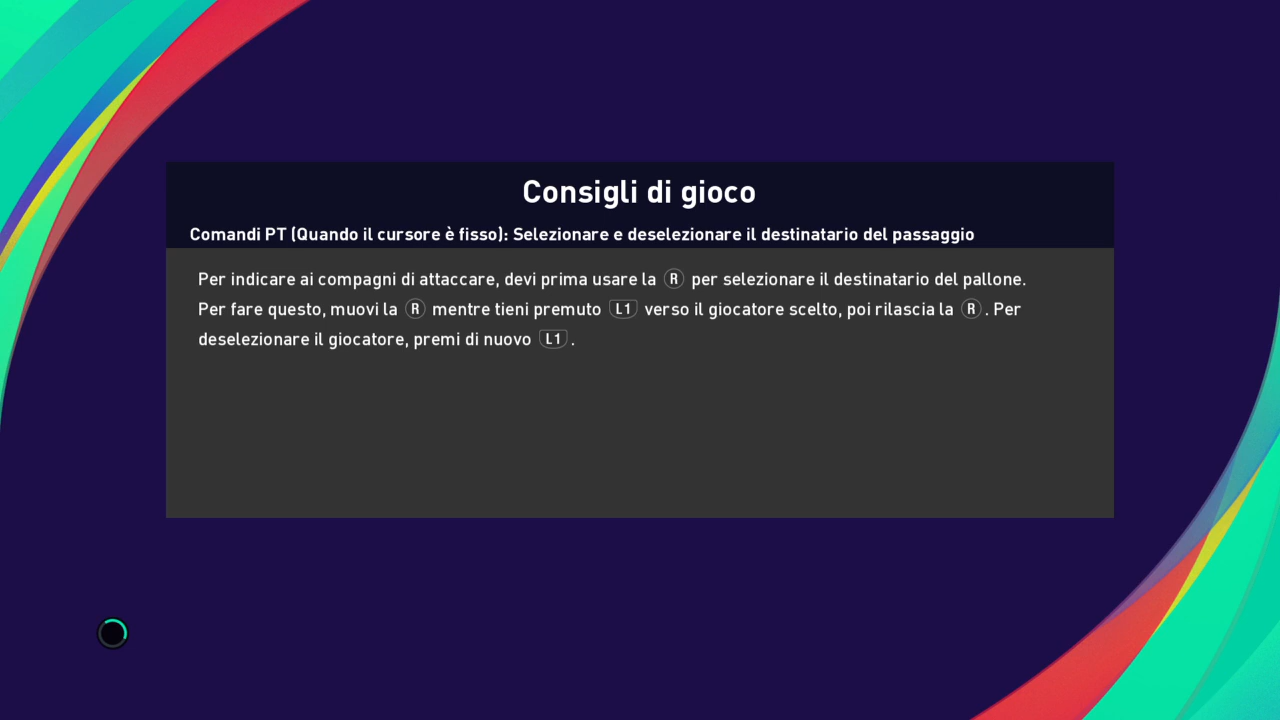 Consigli di gioco
Comandi PT (Quando il cursore è fisso): Selezionare e deselezionare il destinatario del passaggio
Per indicare ai compagni di attaccare, devi prima usare la R per selezionare il destinatario del pallone.
Per fare questo, muovi la R mentre tieni premuto L1 verso il giocatore scelto, poi rilascia la R. Per
deselezionare il giocatore, premi di nuovo L1.